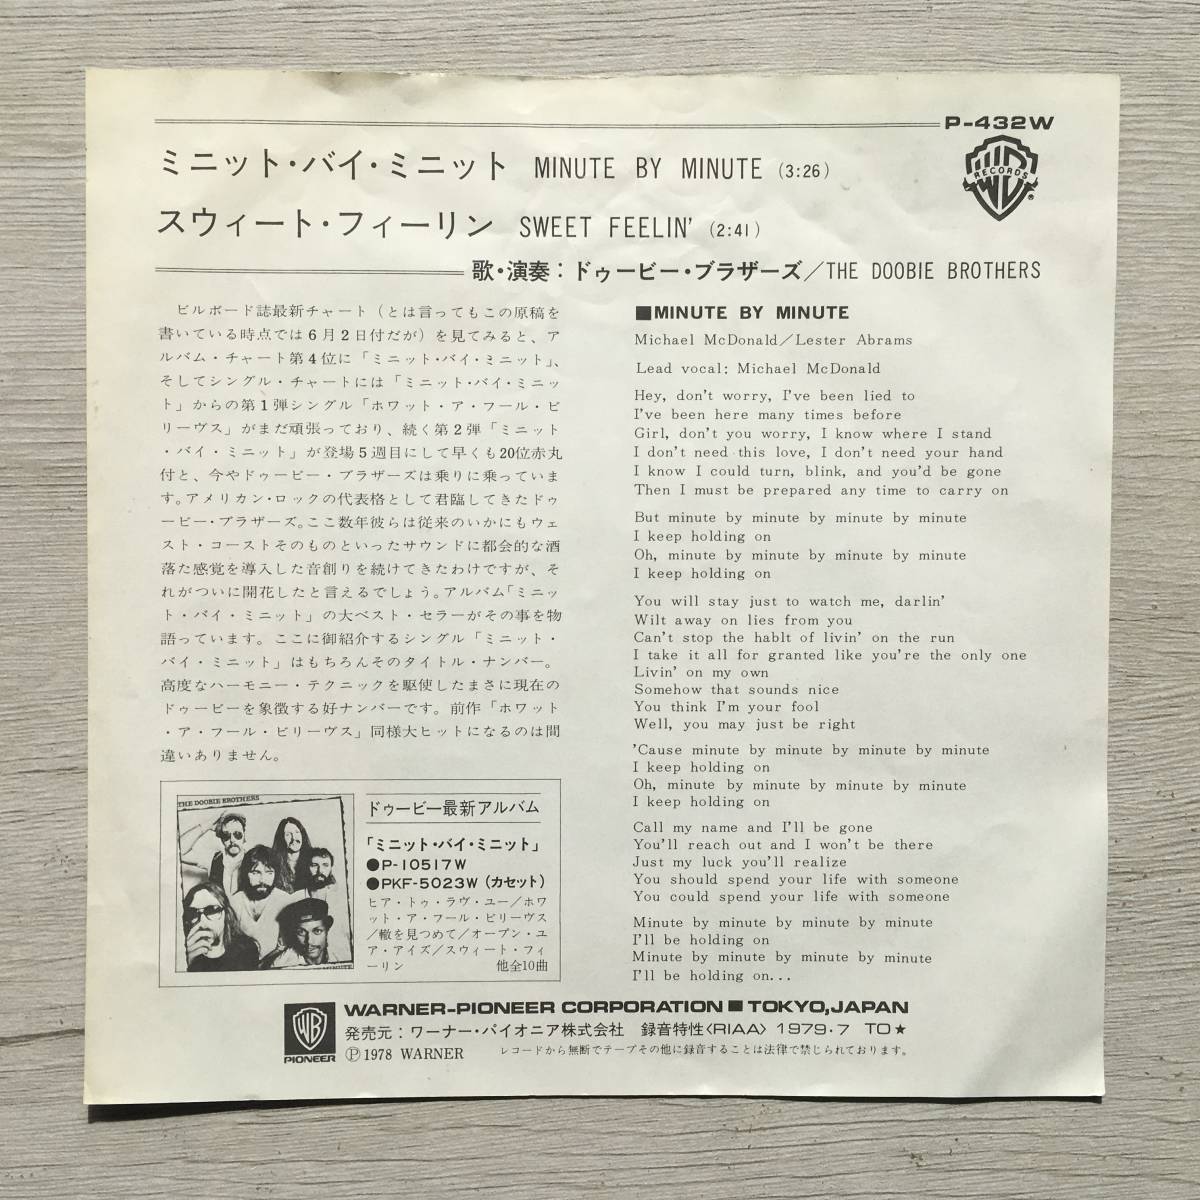 P-432W
W RECORDS
ミニット・バイ・ミニット MINUTE BY MINUTE (3:26)
スウィート・フィーリン SWEET FEELIN' (2:41)
歌・演奏：ドゥービー・ブラザーズ／THE DOOBIE BROTHERS
ビルボード誌最新チャート（とは言ってもこの原稿を
書いている時点では6月2日付だが）を見てみると、ア
ルバム・チャート第4位に「ミニット・バイ・ミニット」、
そしてシングル・チャートには「ミニット・バイ・ミニッ
ト」からの第1弾シングル「ホワット・ア・フール・ビ
リーヴス」がまだ頑張っており、続く第2弾「ミニット
・バイ・ミニット」が登場5週目にして早くも20位赤丸
付と、今やドゥービー・ブラザーズは乗りに乗っていま
す。アメリカン・ロックの代表格として君臨してきたドゥ
ービー・ブラザーズ。ここ数年彼らは従来のいかにもウェ
スト・コーストそのものといったサウンドに都会的な洒
落た感覚を導入した音創りを続けてきたわけですが、そ
れがついに開花したと言えるでしょう。アルバム「ミニッ
ト・バイ・ミニット」の大ベスト・セラーがその事を物
語っています。ここに御紹介するシングル「ミニット・
バイ・ミニット」はもちろんそのタイトル・ナンバー。
高度なハーモニー・テクニックを駆使したまさに現在の
ドゥービーを象徴する好ナンバーです。前作「ホワット
・ア・フール・ビリーヴス」同様大ヒットになるのは間
違いありません。
THE DOOBIE BROTHERS
ドゥービー最新アルバム
「ミニット・バイ・ミニット」
●P-10517W
●PKF-5023W（カセット）
ヒア・トゥ・ラヴ・ユー／ホワ
ット・ア・フール・ビリーヴス
／轍を見つめて／オープン・ユ
ア・アイズ／スウィート・フィ
ーリン 他全10曲
■MINUTE BY MINUTE
Michael McDonald／Lester Abrams
Lead vocal: Michael McDonald
Hey, don't worry, I've been lied to
I've been here many times before
Girl, don't you worry, I know where I stand
I don't need this love, I don't need your hand
I know I could turn, blink, and you'd be gone
Then I must be prepared any time to carry on
But minute by minute by minute by minute
I keep holding on
Oh, minute by minute by minute by minute
I keep holding on
You will stay just to watch me, darlin'
Wilt away on lies from you
Can't stop the hablt of livin' on the run
I take it all for granted like you're the only one
Livin' on my own
Somehow that sounds nice
You think I'm your fool
Well, you may just be right
'Cause minute by minute by minute by minute
I keep holding on
Oh, minute by minute by minute by minute
I keep holding on
Call my name and I'll be gone
You'll reach out and I won't be there
Just my luck you'll realize
You should spend your life with someone
You could spend your life with someone
Minute by minute by minute by minute
I'll be holding on
Minute by minute by minute by minute
I'll be holding on...
WB PIONEER
WARNER-PIONEER CORPORATION ■ TOKYO, JAPAN
発売元：ワーナー・パイオニア株式会社 録音特性〈RIAA〉1979・7 TO★
Ⓟ1978 WARNER レコードから無断でテープその他に録音することは法律で禁じられております。